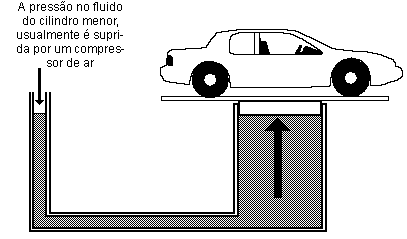 A pressão no fluido
do cilindro menor,
usualmente é supri-
da por um compres-
sor de ar